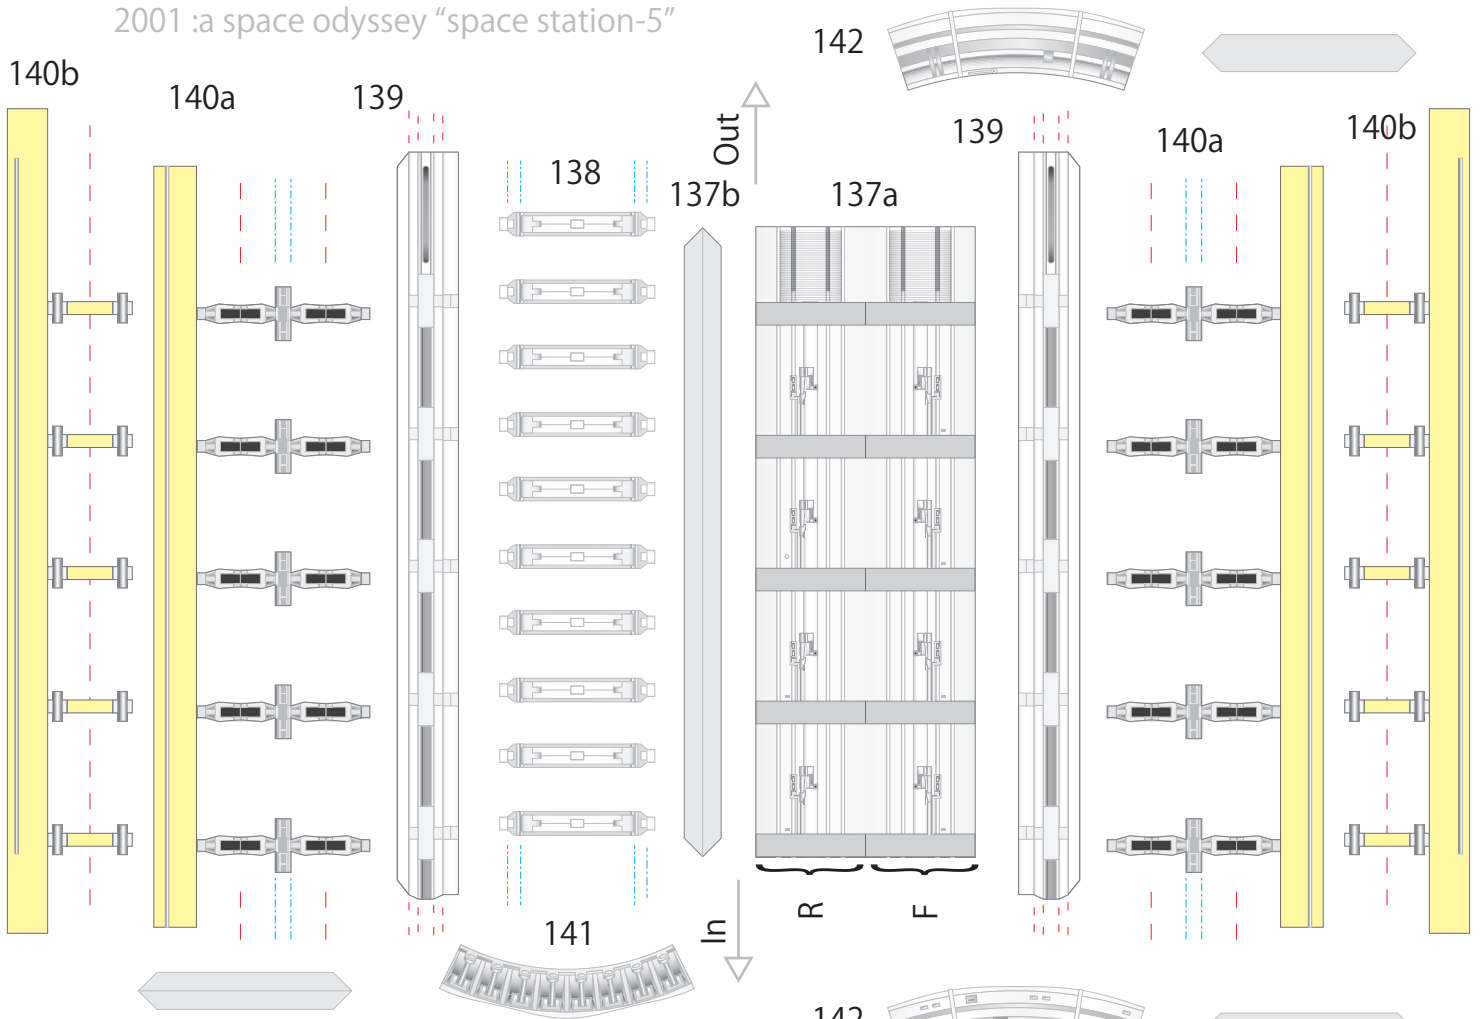 2001 :a space odyssey “space station-5”
142
140b
140a
139
Out
139
140a
140b
138
137b
137a
R
F
In
141
142